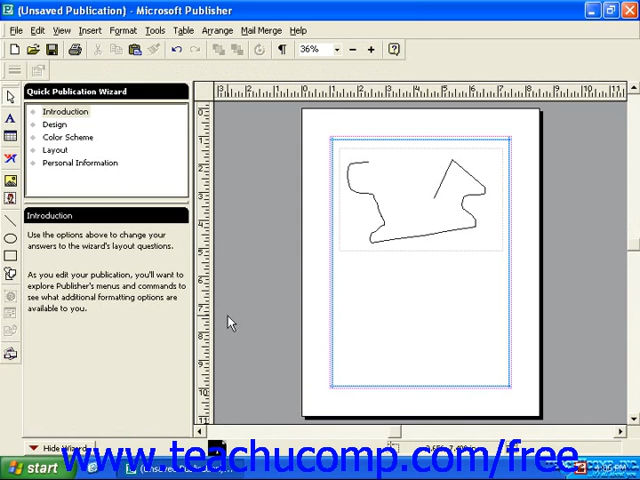 (Unsaved Publication) - Microsoft Publisher
File Edit View Insert Format Tools Table Arrange Mail Merge Help
36%
Quick Publication Wizard
Introduction
Design
Color Scheme
Layout
Personal Information
Introduction
Use the options above to change your
answers to the wizard's layout questions.
As you edit your publication, you'll want to
explore Publisher's menus and commands to
see what additional formatting options are
available to you.
Hide Wizard
www.teachucomp.com/free
start
(Unsaved Publication)